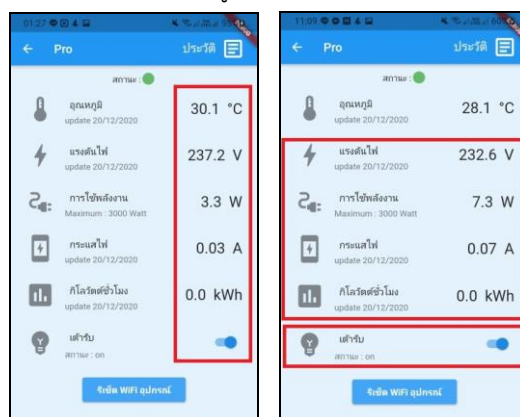 01:27
Pro ประวัติ
สถานะ :
อุณหภูมิ 30.1 °C
update 20/12/2020
แรงดันไฟ 237.2 V
update 20/12/2020
การใช้พลังงาน 3.3 W
Maximum : 3000 Watt
กระแสไฟ 0.03 A
update 20/12/2020
กิโลวัตต์ชั่วโมง 0.0 kWh
update 20/12/2020
เต้ารับ
สถานะ : on
รีเซ็ต WiFi อุปกรณ์
11:09
Pro ประวัติ
สถานะ :
อุณหภูมิ 28.1 °C
update 20/12/2020
แรงดันไฟ 232.6 V
update 20/12/2020
การใช้พลังงาน 7.3 W
Maximum : 3000 Watt
กระแสไฟ 0.07 A
update 20/12/2020
กิโลวัตต์ชั่วโมง 0.0 kWh
update 20/12/2020
เต้ารับ
สถานะ : on
รีเซ็ต WiFi อุปกรณ์